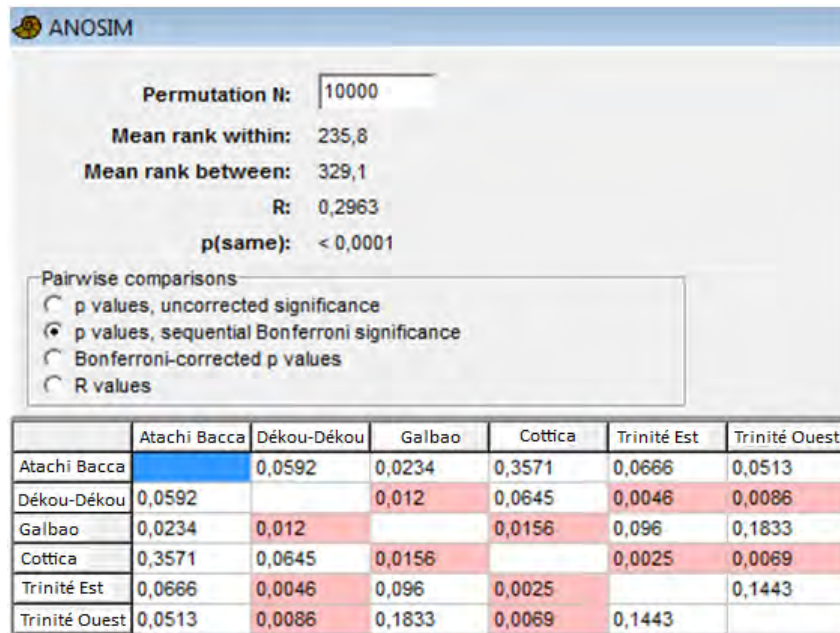 ANOSIM
Permutation N: 10000
Mean rank within: 235,8
Mean rank between: 329,1
R: 0,2963
p(same): < 0,0001
Pairwise comparisons
p values, uncorrected significance
p values, sequential Bonferroni significance
Bonferroni-corrected p values
R values
Atachi Bacca Dékou-Dékou Galbao Cottica Trinité Est Trinité Ouest
Atachi Bacca 0,0592 0,0234 0,3571 0,0666 0,0513
Dékou-Dékou 0,0592 0,012 0,0645 0,0046 0,0086
Galbao 0,0234 0,012 0,0156 0,096 0,1833
Cottica 0,3571 0,0645 0,0156 0,0025 0,0069
Trinité Est 0,0666 0,0046 0,096 0,0025 0,1443
Trinité Ouest 0,0513 0,0086 0,1833 0,0069 0,1443